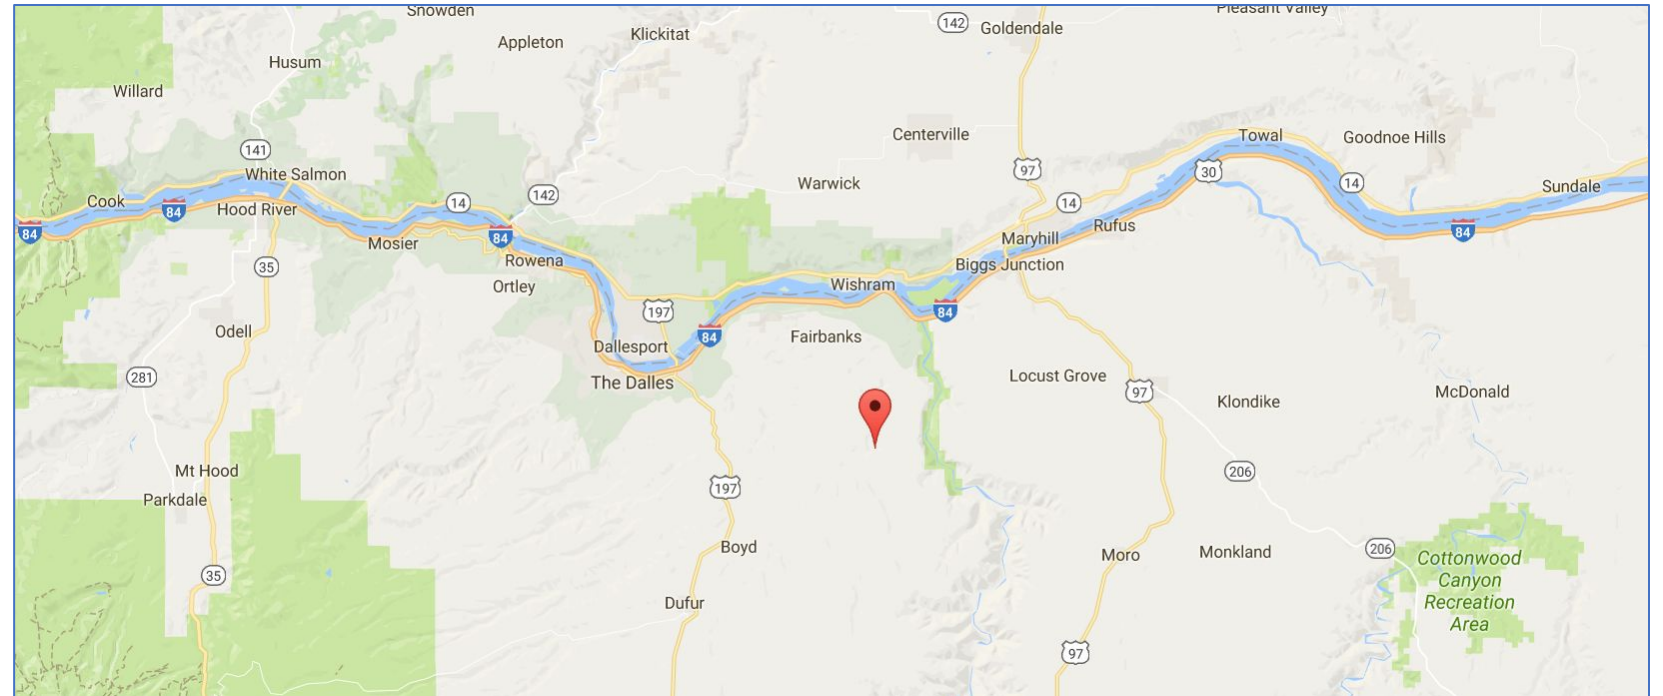 Snowden
Pleasant Valley
142
Goldendale
Klickitat
Appleton
Husum
Willard
Centerville
Towal
Goodnoe Hills
141
White Salmon
97
Warwick
30
14
Sundale
142
14
14
Cook
84
Hood River
84
84
84
Mosier
Rufus
Maryhill
Rowena
Biggs Junction
35
Ortley
Wishram
197
84
84
Odell
Fairbanks
Dallesport
281
The Dalles
Locust Grove
97
Klondike
McDonald
Mt Hood
206
Parkdale
197
Boyd
Moro
Monkland
206
Cottonwood
Canyon
Recreation
Area
35
Dufur
97